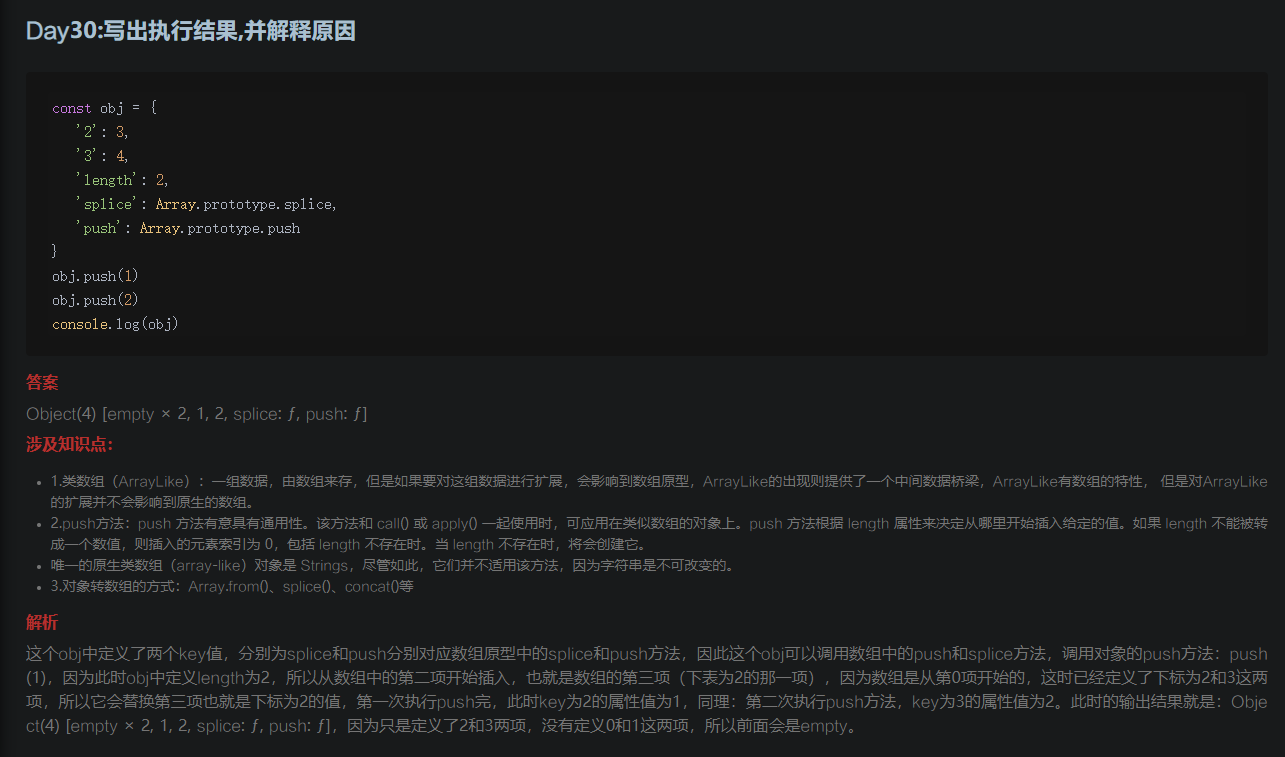 Day30:写出执行结果,并解释原因
const obj = {
'2': 3,
'3': 4,
'length': 2,
'splice': Array.prototype.splice,
'push': Array.prototype.push
}
obj.push(1)
obj.push(2)
console.log(obj)
答案
Object(4) [empty × 2, 1, 2, splice: ƒ, push: ƒ]
涉及知识点：
1.类数组（ArrayLike）：一组数据，由数组来存，但是如果要对这组数据进行扩展，会影响到数组原型，ArrayLike的出现则提供了一个中间数据桥梁，ArrayLike有数组的特性， 但是对ArrayLike
的扩展并不会影响到原生的数组。
2.push方法：push 方法有意具有通用性。该方法和 call() 或 apply() 一起使用时，可应用在类似数组的对象上。push 方法根据 length 属性来决定从哪里开始插入给定的值。如果 length 不能被转
成一个数值，则插入的元素索引为 0，包括 length 不存在时。当 length 不存在时，将会创建它。
唯一的原生类数组（array-like）对象是 Strings，尽管如此，它们并不适用该方法，因为字符串是不可改变的。
3.对象转数组的方式：Array.from()、splice()、concat()等
解析
这个obj中定义了两个key值，分别为splice和push分别对应数组原型中的splice和push方法，因此这个obj可以调用数组中的push和splice方法，调用对象的push方法：push
(1)，因为此时obj中定义length为2，所以从数组中的第二项开始插入，也就是数组的第三项（下表为2的那一项），因为数组是从第0项开始的，这时已经定义了下标为2和3这两
项，所以它会替换第三项也就是下标为2的值，第一次执行push完，此时key为2的属性值为1，同理：第二次执行push方法，key为3的属性值为2。此时的输出结果就是：Obje
ct(4) [empty × 2, 1, 2, splice: ƒ, push: ƒ]，因为只是定义了2和3两项，没有定义0和1这两项，所以前面会是empty。